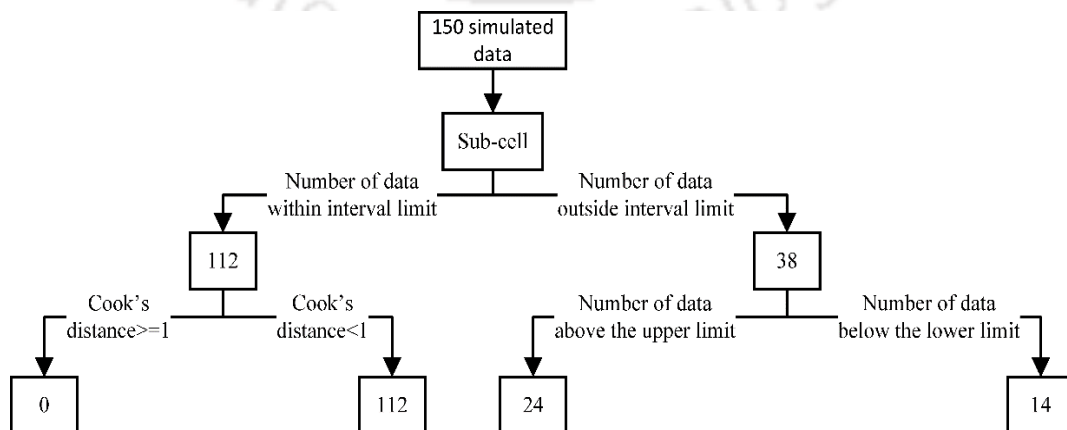 150 simulated
data
Sub-cell
Number of data
within interval limit
Number of data
outside interval limit
112
38
Cook's
distance>=1
Cook's
distance<1
Number of data
above the upper limit
Number of data
below the lower limit
0
112
24
14